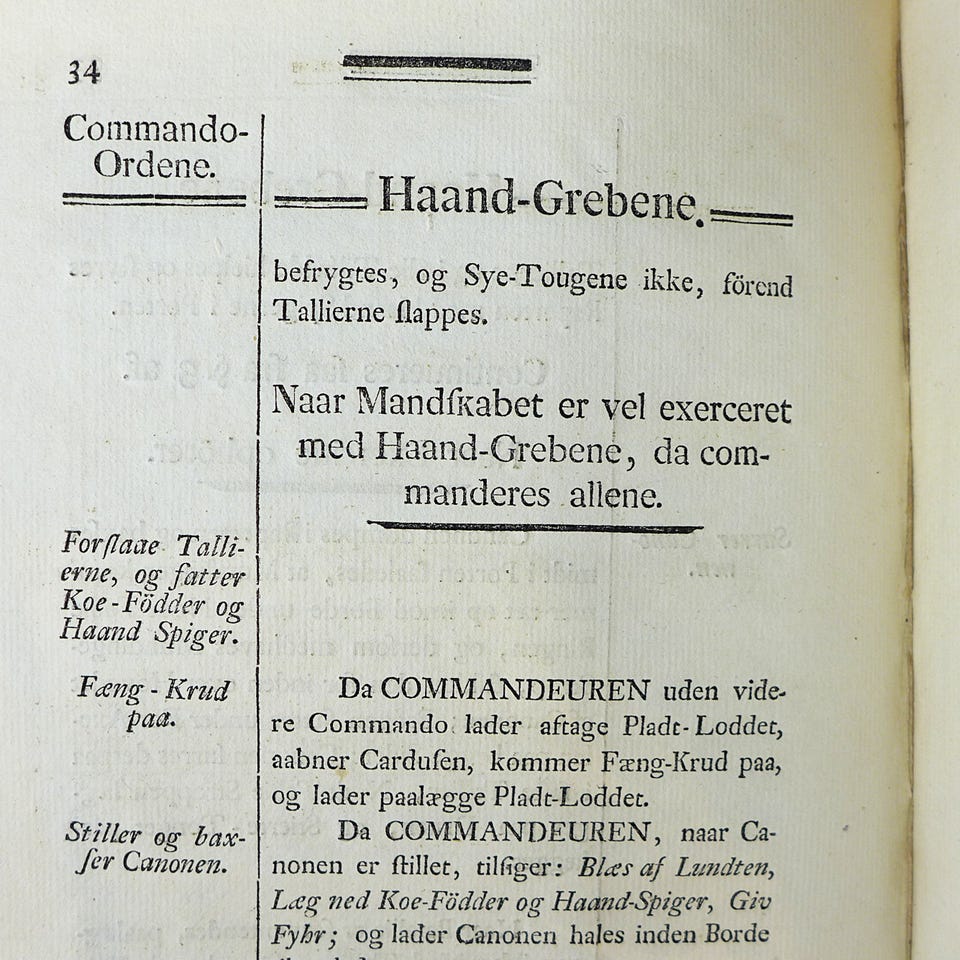 34
Commando-
Ordene.
Haand-Grebene.
befrygtes, og Sye-Tougene ikke, förend
Tallierne ſlappes.
Naar Mandſkabet er vel exerceret
med Haand-Grebene, da com-
manderes allene.
Forſlaae Talli-
erne, og fatter
Koe-Födder og
Haand Spiger.
Fæng-Krud
paa.
Da COMMANDEUREN uden vide-
re Commando lader aftage Pladt-Loddet,
aabner Carduſen, kommer Fæng-Krud paa,
og lader paalægge Pladt-Loddet.
Stiller og bax-
ſer Canonen.
Da COMMANDEUREN, naar Ca-
nonen er ſtillet, tilſiger: Blæs af Lundten,
Læg ned Koe-Födder og Haand-Spiger, Giv
Fyhr; og lader Canonen hales inden Borde